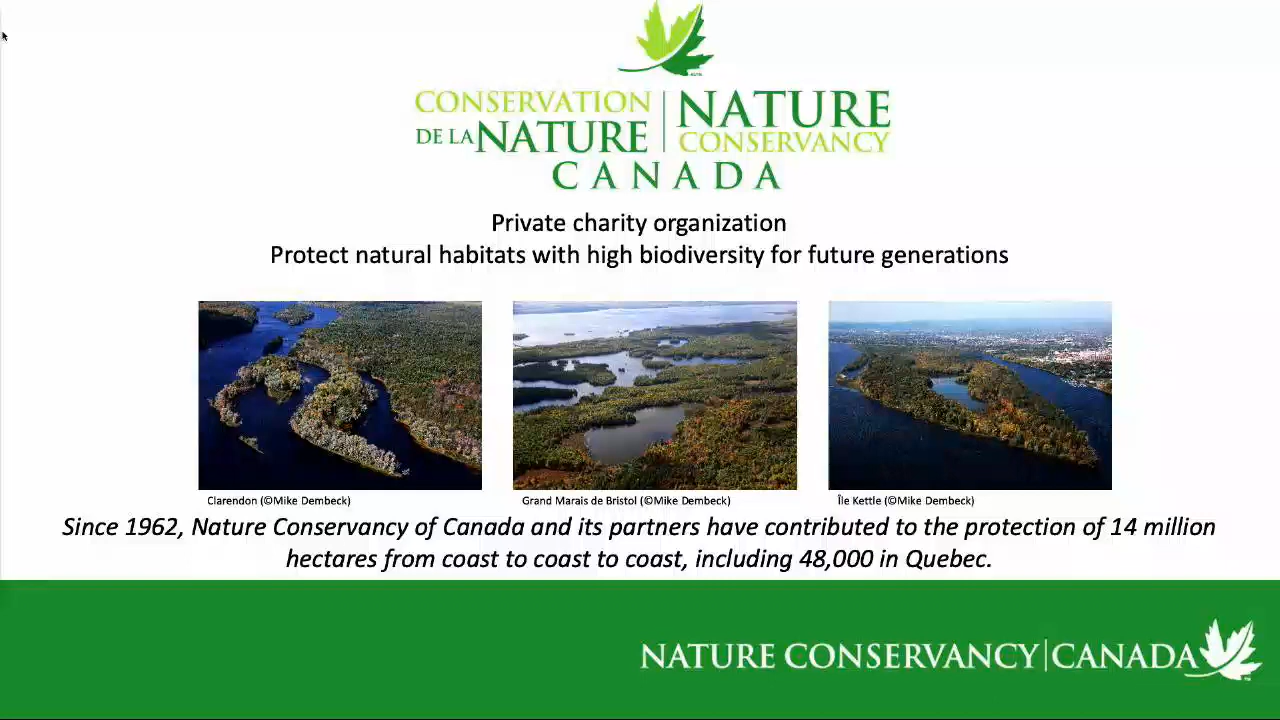 CONSERVATION
DE LA NATURE
NATURE
CONSERVANCY
CANADA
Private charity organization
Protect natural habitats with high biodiversity for future generations
Clarendon (©Mike Dembeck)
Grand Marais de Bristol (©Mike Dembeck)
Île Kettle (©Mike Dembeck)
Since 1962, Nature Conservancy of Canada and its partners have contributed to the protection of 14 million
hectares from coast to coast to coast, including 48,000 in Quebec.
NATURE CONSERVANCY CANADA